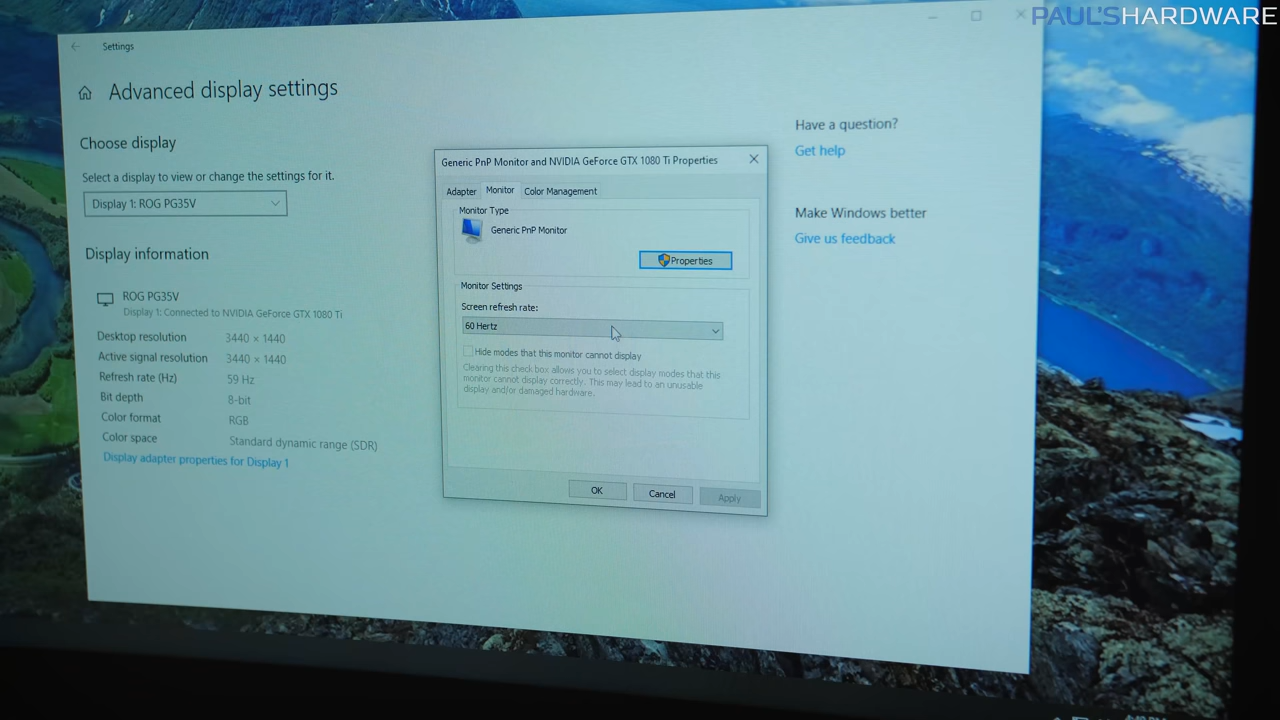 PAUL'SHARDWARE
Settings
Advanced display settings
Choose display
Select a display to view or change the settings for it.
Display 1: ROG PG35V
Display information
ROG PG35V
Display 1: Connected to NVIDIA GeForce GTX 1080 Ti
Desktop resolution 3440 × 1440
Active signal resolution 3440 × 1440
Refresh rate (Hz) 59 Hz
Bit depth 8-bit
Color format RGB
Color space Standard dynamic range (SDR)
Display adapter properties for Display 1
Generic PnP Monitor and NVIDIA GeForce GTX 1080 Ti Properties
Adapter Monitor Color Management
Monitor Type
Generic PnP Monitor
Properties
Monitor Settings
Screen refresh rate:
60 Hertz
Hide modes that this monitor cannot display
Clearing this check box allows you to select display modes that this
monitor cannot display correctly. This may lead to an unusable
display and/or damaged hardware.
OK Cancel Apply
Have a question?
Get help
Make Windows better
Give us feedback